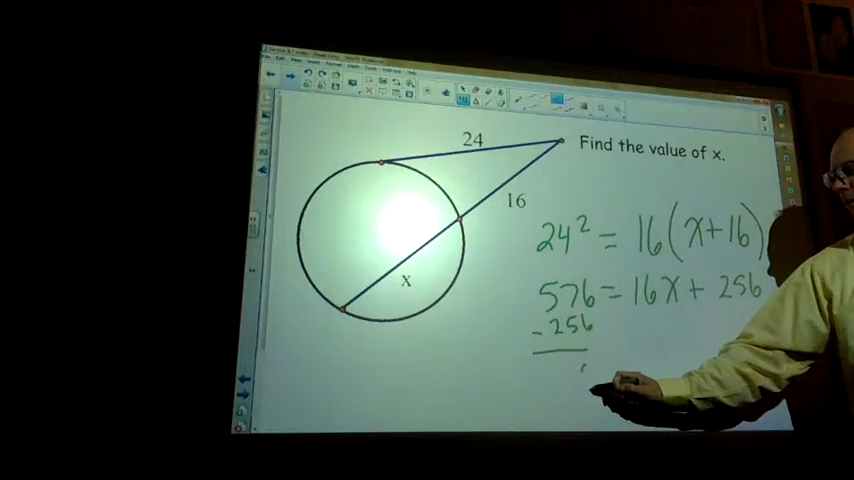 Find the value of x.
24
16
x
24² = 16(x+16)
576 = 16x + 256
- 256